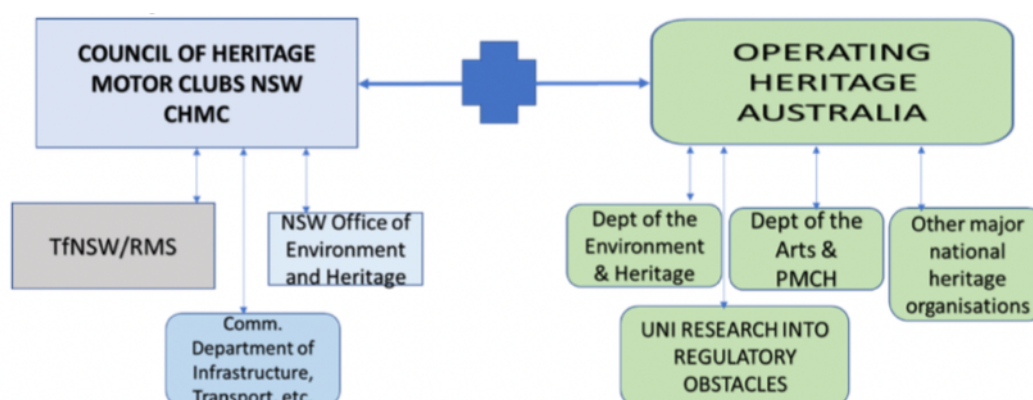 COUNCIL OF HERITAGE
MOTOR CLUBS NSW
CHMC
OPERATING
HERITAGE
AUSTRALIA
TfNSW/RMS
NSW Office of
Environment
and Heritage
Comm.
Department of
Infrastructure,
Transport, etc
Dept of the
Environment
& Heritage
Dept of the
Arts &
PMCH
Other major
national
heritage
organisations
UNI RESEARCH INTO
REGULATORY
OBSTACLES